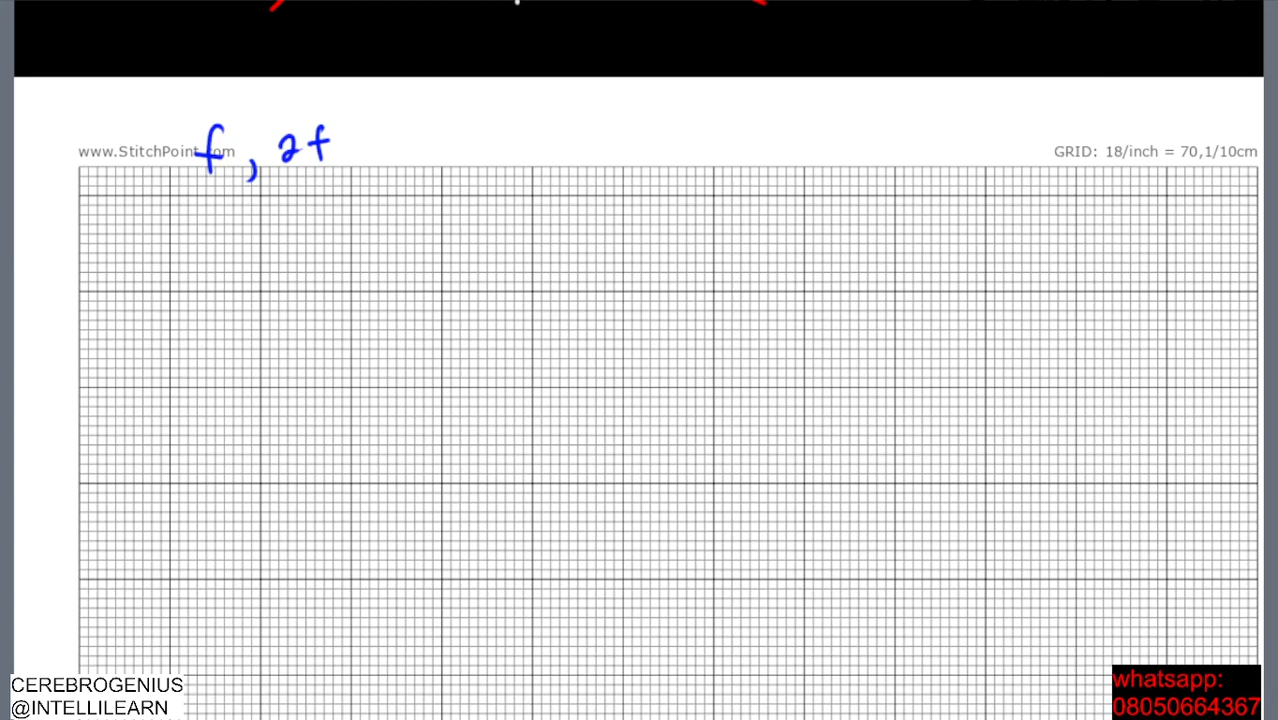 f, 2f
www.StitchPoint.com
GRID: 18/inch = 70,1/10cm
CEREBROGENIUS
@INTELLILEARN
whatsapp:
08050664367